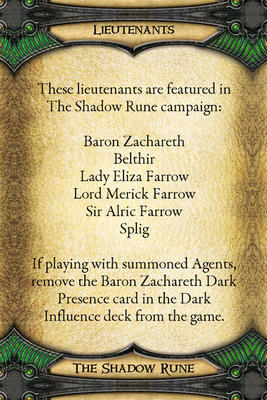 Lieutenants
These lieutenants are featured in
The Shadow Rune campaign:
Baron Zachareth
Belthir
Lady Eliza Farrow
Lord Merick Farrow
Sir Alric Farrow
Splig
If playing with summoned Agents,
remove the Baron Zachareth Dark
Presence card in the Dark
Influence deck from the game.
The Shadow Rune